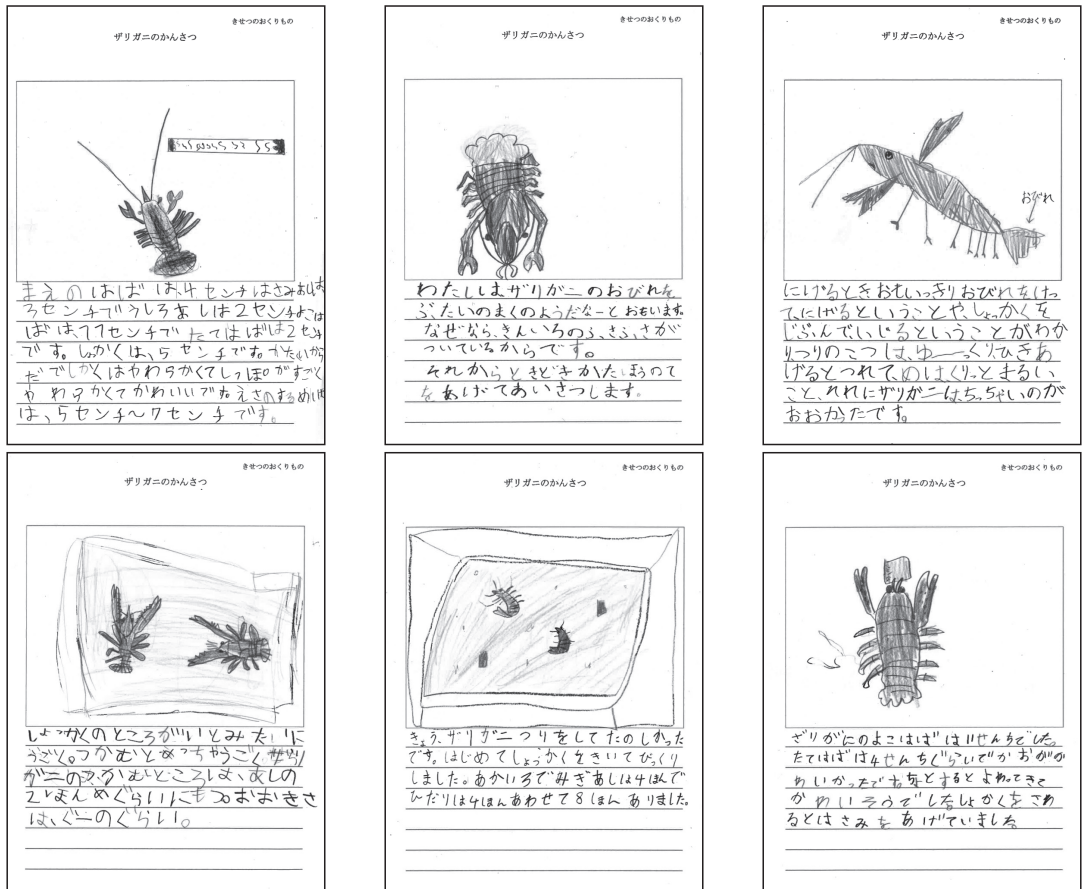 きせつのおくりもの
ザリガニのかんさつ
まえのはば は、4センチはさみおは
3センチでうしろあしは2センチよこは
ばは、11センチで たてはばは2センチ
です。しょかくは、5センチです。かたいから
だでしかくはやわらかくてしっぽがすごく
やわらかくてかわいいです。えさのするめいか
は、5センチ〜7センチです。
きせつのおくりもの
ザリガニのかんさつ
わたしは、ザリガニのおびれを
ぶたいのまくのようだなーとおもいます。
なぜなら、きんいろのふさふさが
ついているからです。
それからときどきかたほうのて
をあげてあいさつします。
きせつのおくりもの
ザリガニのかんさつ
おびれ
にげるときおもいっきりおびれをけっ
てにげるということや、しょっかくを
じぶんでいじるということがわか
りつりのこつは、ゆーっくりひきあ
げるとつれてめは、くりっとまるい
こと、それにザリガニは、ちっちゃいのが
おおかったです。
きせつのおくりもの
ザリガニのかんさつ
しょっかくのところがいとみたいに
うごく。つかむとめっちゃうごくザリ
がニのつかむところは、あしの
2ほんめぐらいにもつおおきさ
は、ぐーのぐらい。
きせつのおくりもの
ザリガニのかんさつ
きょう、ザリガニつりをしてたのしかった
です。はじめてしょうかくをきいてびっくり
しました。あかいろでみぎあしは4ほんで
ひだりは4ほんあわせて8ほんありました。
きせつのおくりもの
ザリガニのかんさつ
ざりがにのよこはばは11せんちでした。
たてはばは4せんちぐらいでかおがか
わいかったです
とするとよわってきて
かわいそうでしたしょかくをさわ
るとはさみをあげていました